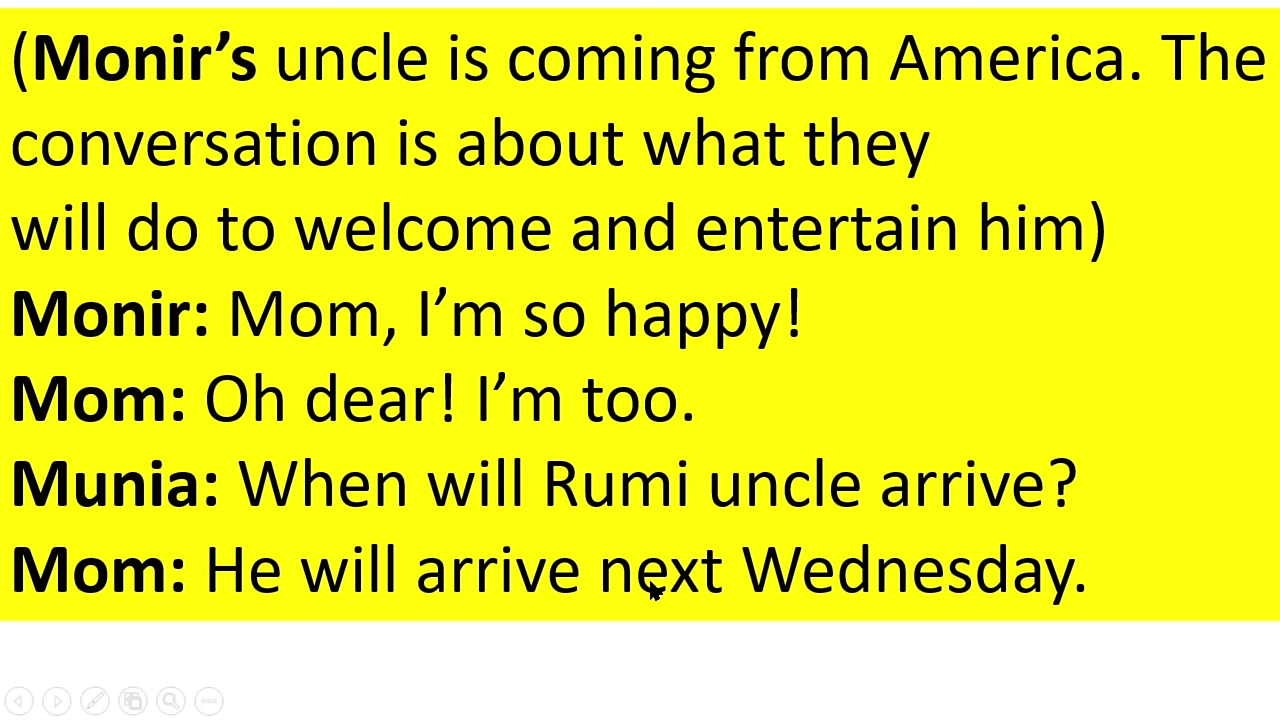 (Monir’s uncle is coming from America. The
conversation is about what they
will do to welcome and entertain him)
Monir: Mom, I’m so happy!
Mom: Oh dear! I’m too.
Munia: When will Rumi uncle arrive?
Mom: He will arrive next Wednesday.